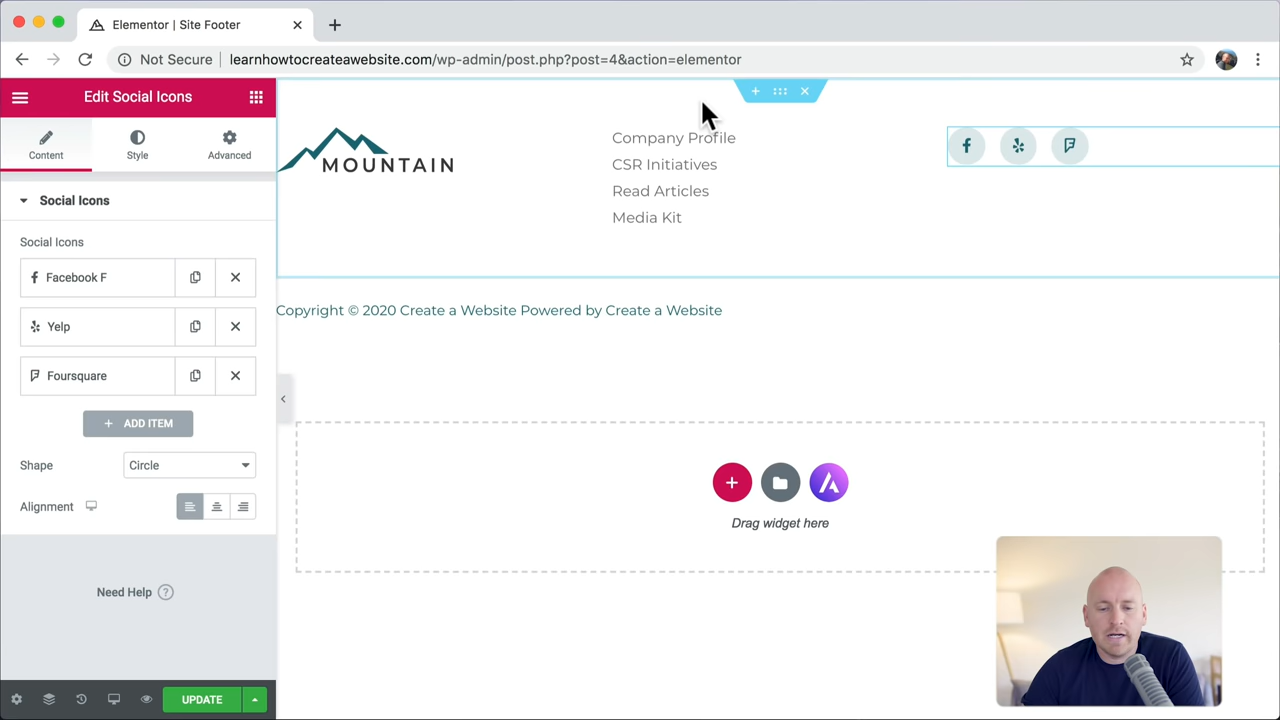 Elementor | Site Footer
Not Secure learnhowtocreateawebsite.com/wp-admin/post.php?post=4&action=elementor
Edit Social Icons
Content
Style
Advanced
Social Icons
Social Icons
Facebook F
Yelp
Foursquare
ADD ITEM
Shape
Circle
Alignment
Need Help
UPDATE
MOUNTAIN
Company Profile
CSR Initiatives
Read Articles
Media Kit
Copyright © 2020 Create a Website Powered by Create a Website
Drag widget here